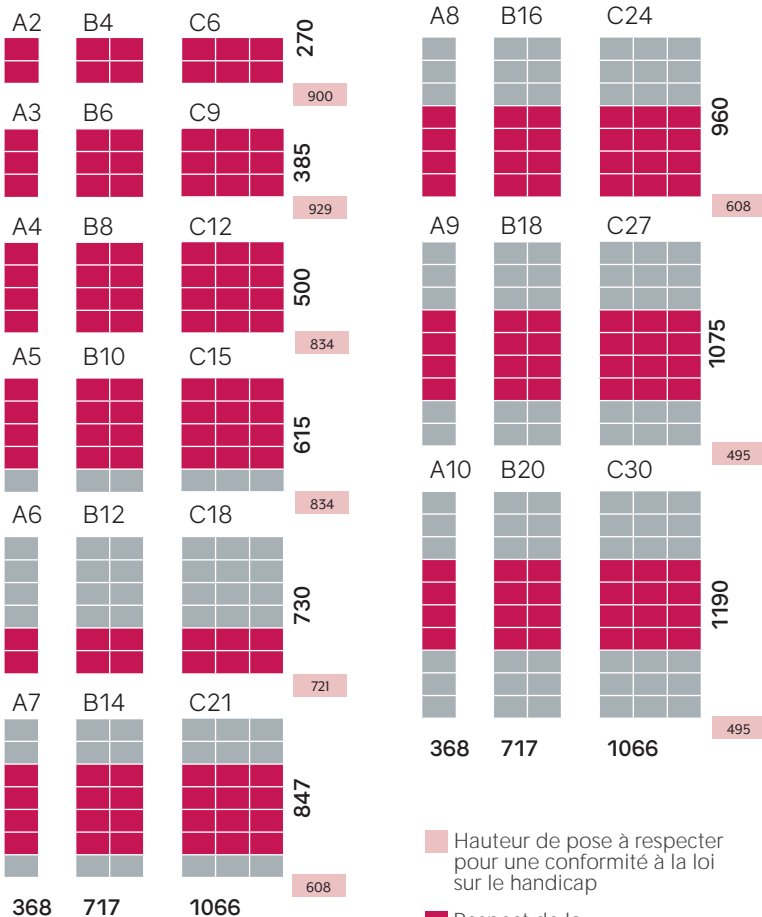 A2 B4 C6
270
900
A3 B6 C9
385
929
A4 B8 C12
500
834
A5 B10 C15
615
834
A6 B12 C18
730
721
A7 B14 C21
847
608
368 717 1066
A8 B16 C24
960
608
A9 B18 C27
1075
495
A10 B20 C30
1190
495
368 717 1066
Hauteur de pose à respecter
pour une conformité à la loi
sur le handicap
Respect de la